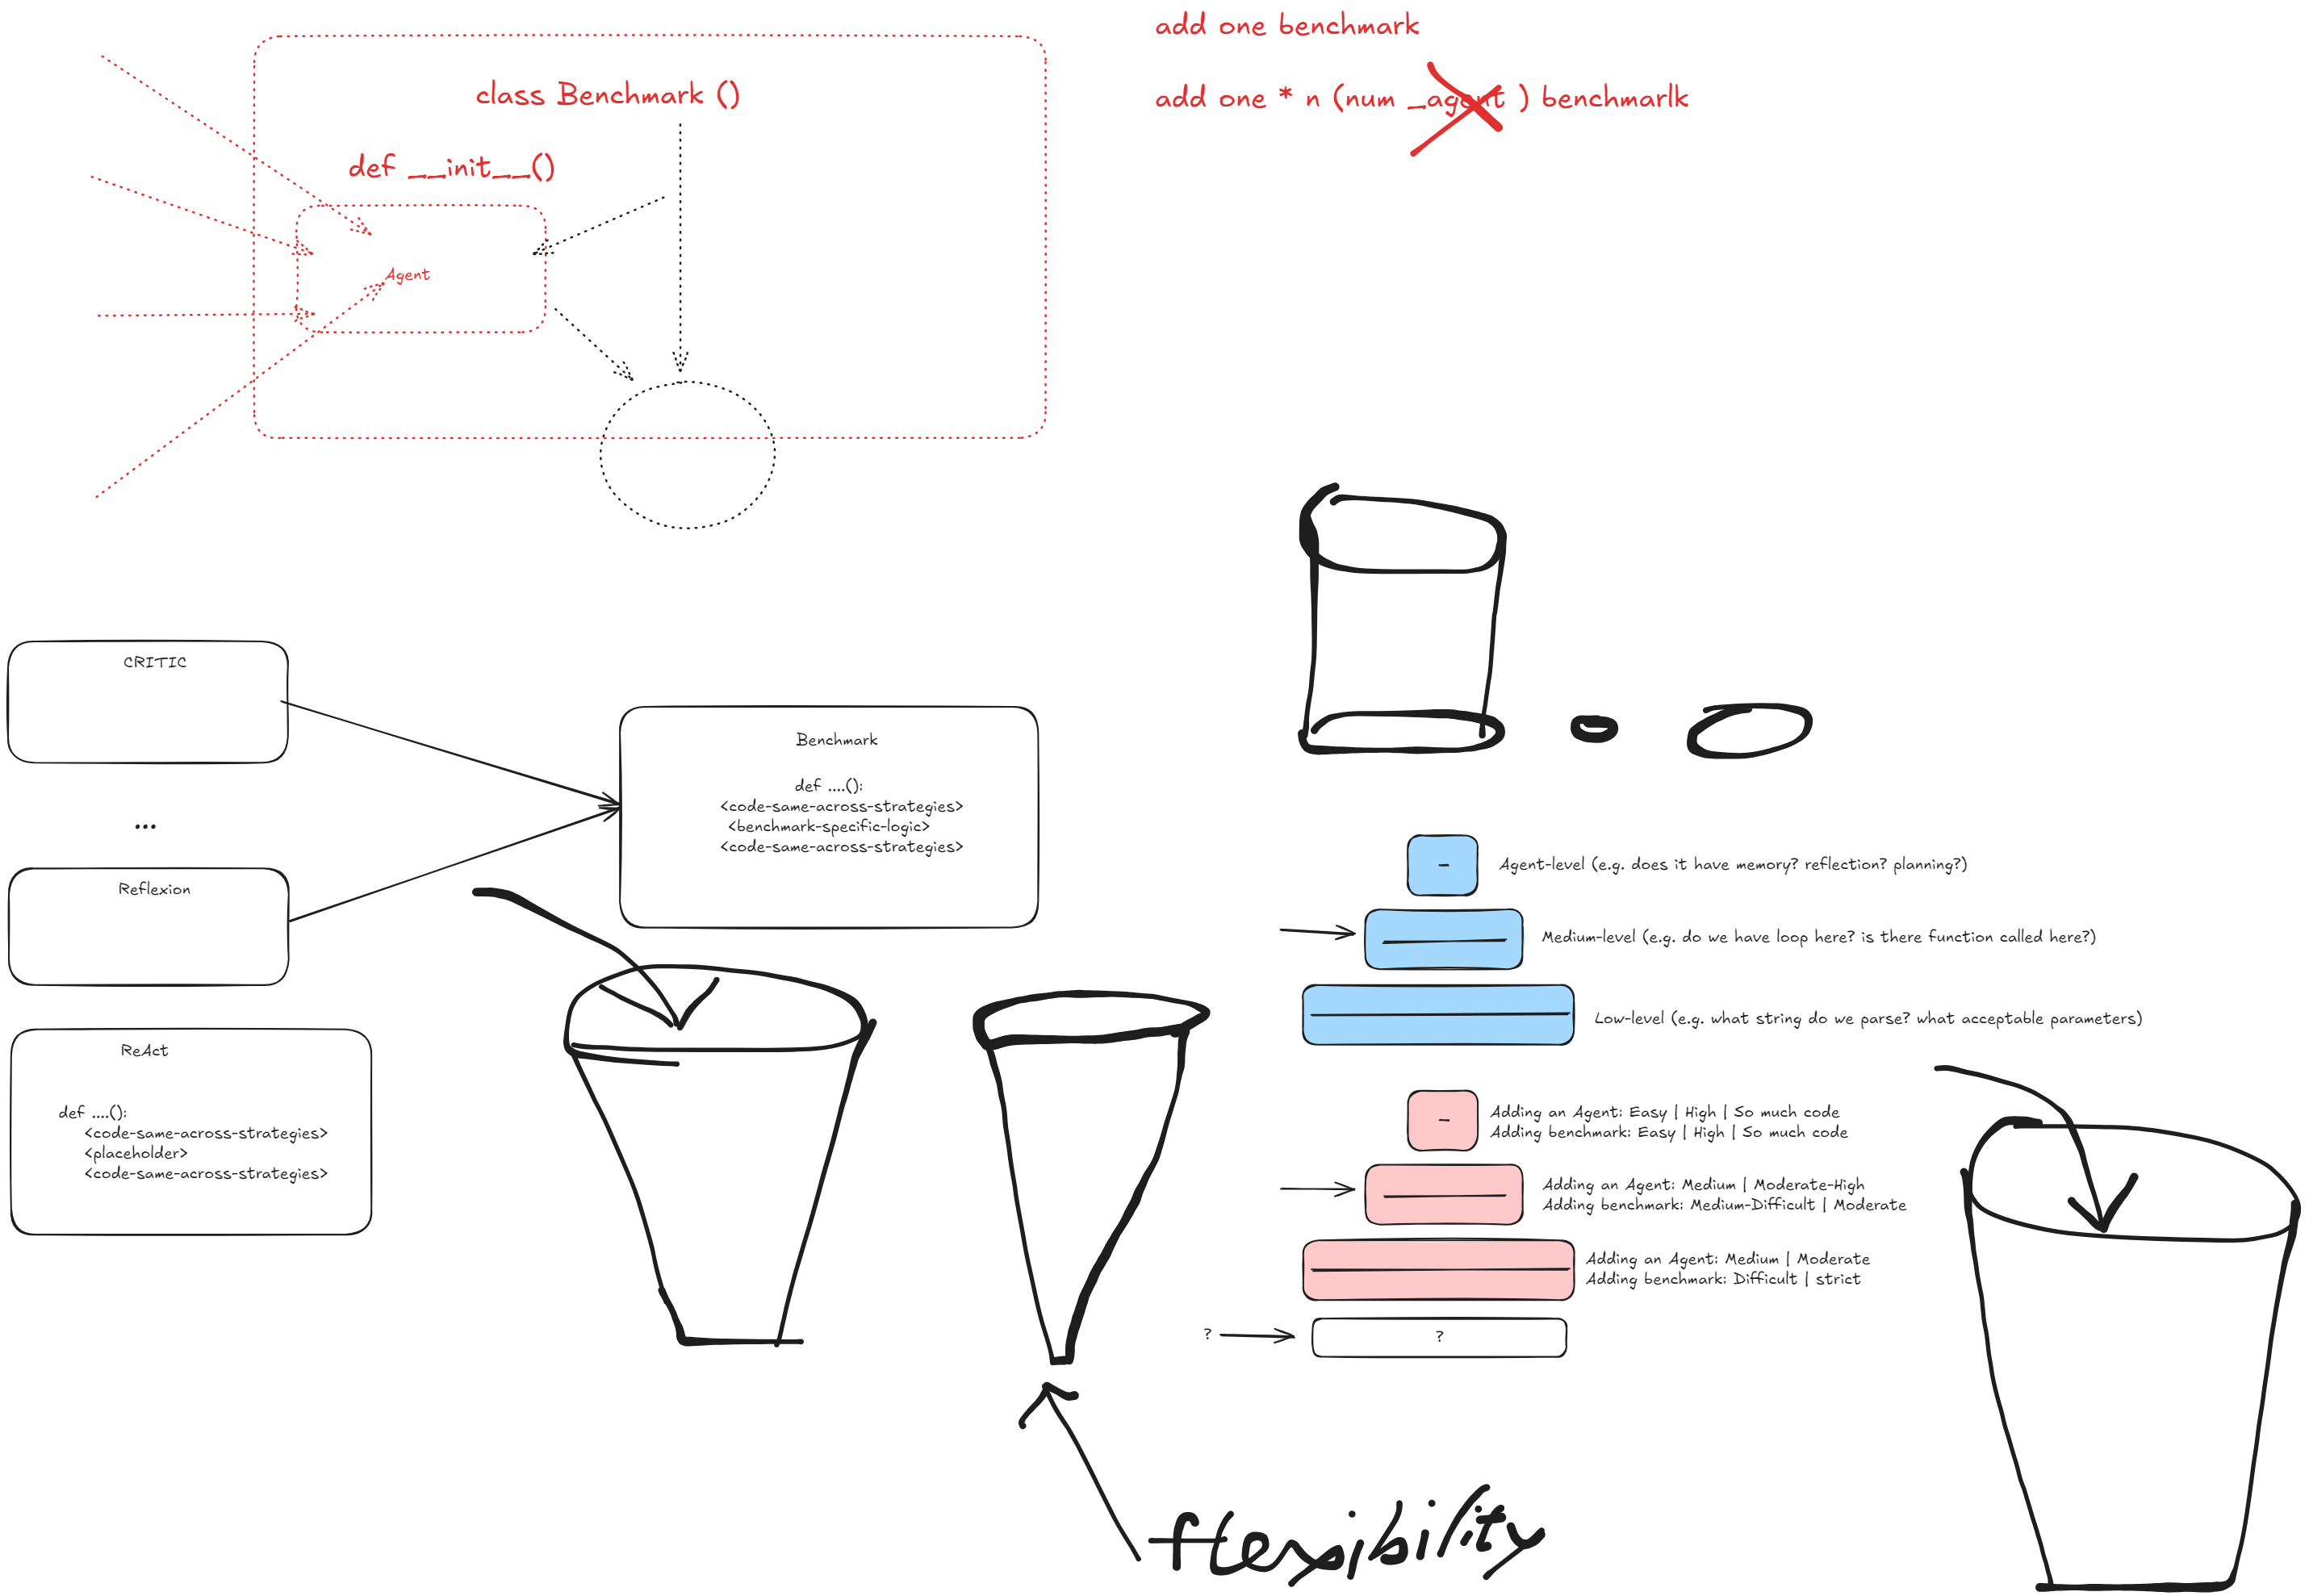 add one benchmark
add one * n (num _agent ) benchmarlk
class Benchmark ()
def __init__()
Agent
CRITIC
...
Reflexion
ReAct
def ....():
<code-same-across-strategies>
<placeholder>
<code-same-across-strategies>
Benchmark
def ....():
<code-same-across-strategies>
<benchmark-specific-logic>
<code-same-across-strategies>
Agent-level (e.g. does it have memory? reflection? planning?)
Medium-level (e.g. do we have loop here? is there function called here?)
Low-level (e.g. what string do we parse? what acceptable parameters)
Adding an Agent: Easy | High | So much code
Adding benchmark: Easy | High | So much code
Adding an Agent: Medium | Moderate-High
Adding benchmark: Medium-Difficult | Moderate
Adding an Agent: Medium | Moderate
Adding benchmark: Difficult | strict
?
?
flexibility